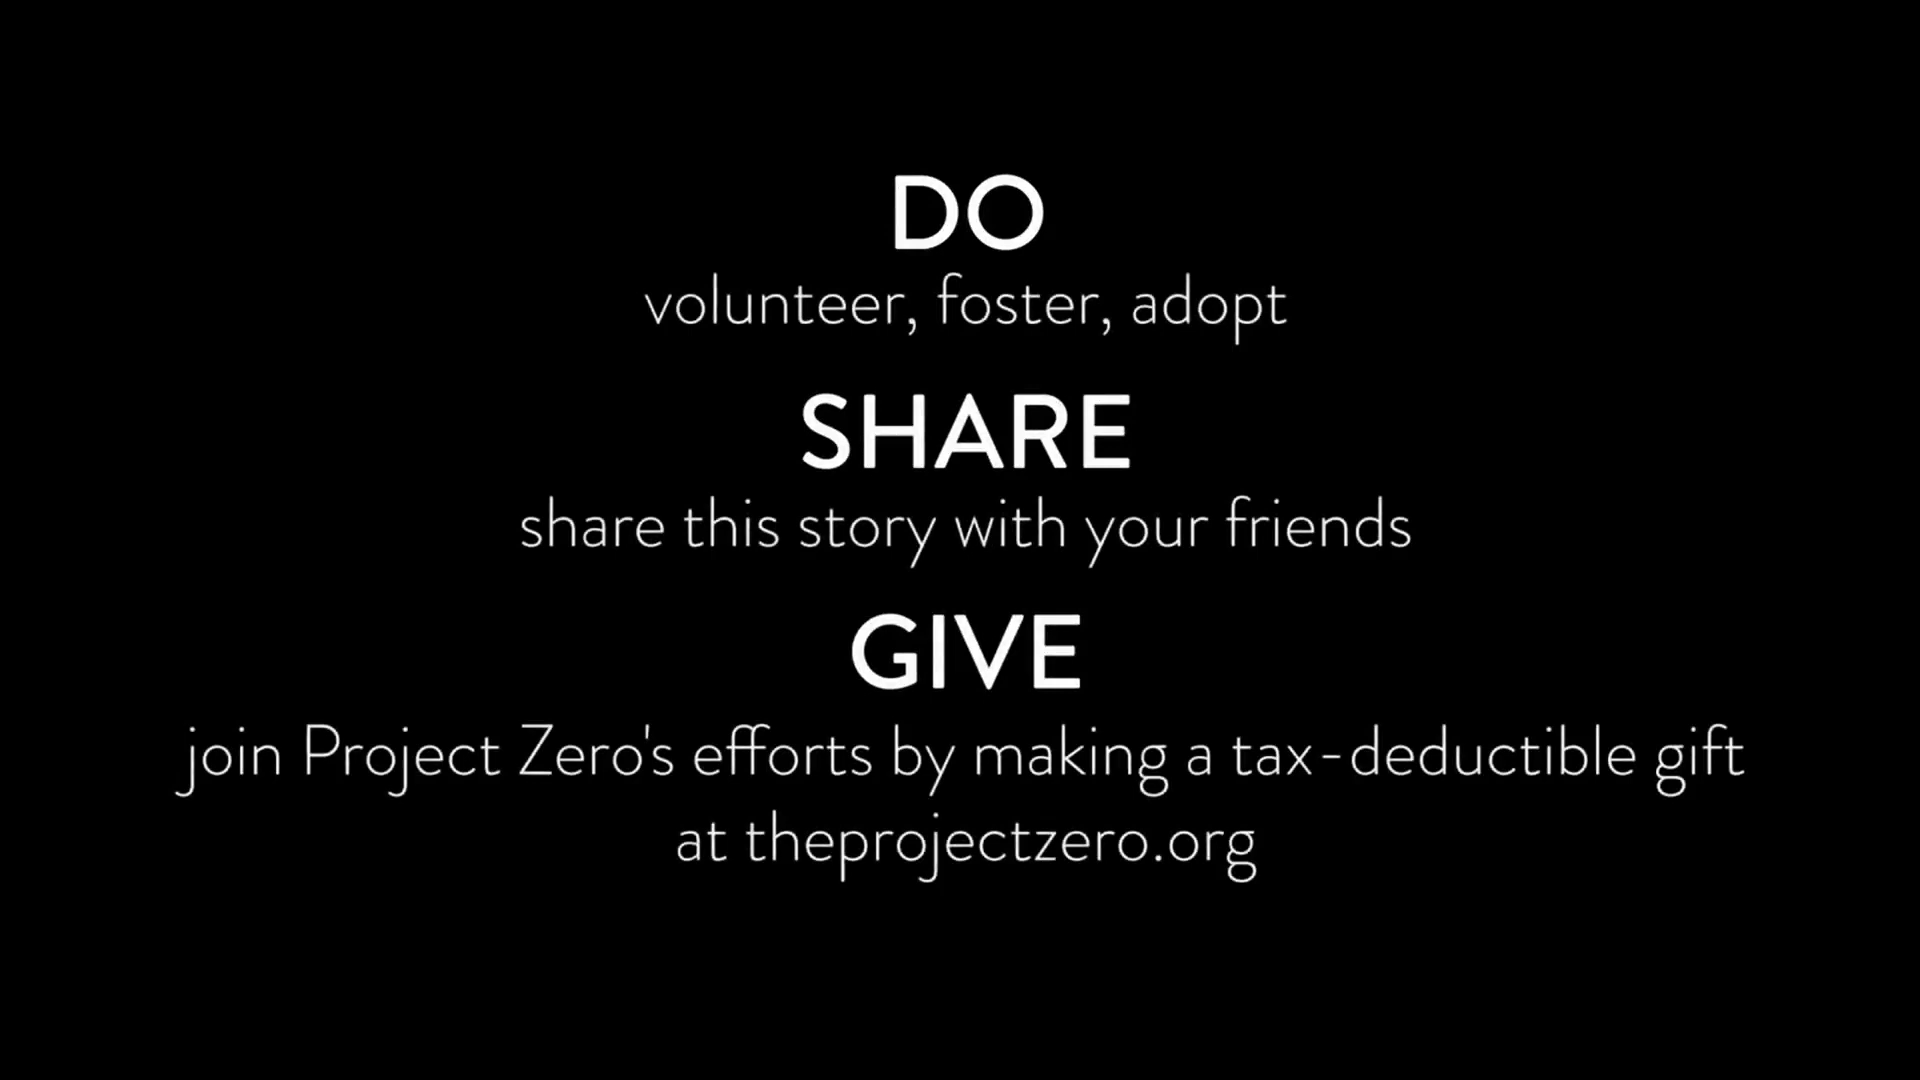 DO
volunteer, foster, adopt
SHARE
share this story with your friends
GIVE
join Project Zero's efforts by making a tax-deductible gift
at theprojectzero.org